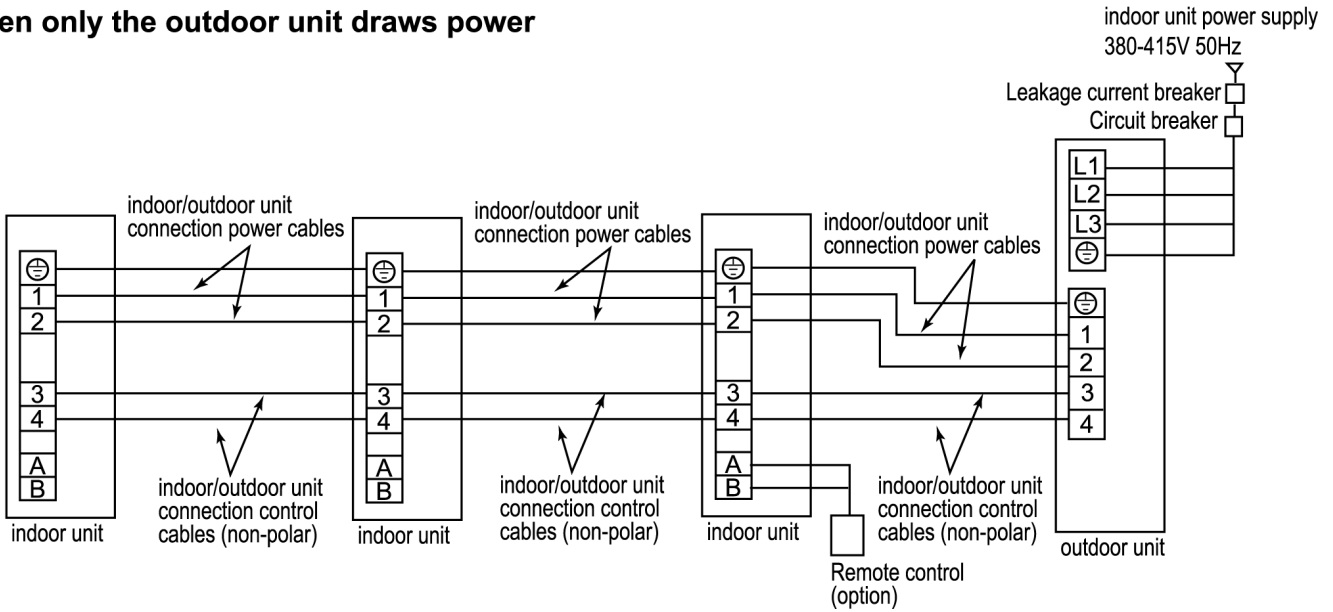 en only the outdoor unit draws power
indoor unit power supply
380-415V 50Hz
Leakage current breaker
Circuit breaker
L1
L2
L3
indoor/outdoor unit
connection power cables
indoor/outdoor unit
connection power cables
indoor/outdoor unit
connection power cables
1
2
3
4
A
B
1
2
3
4
A
B
1
2
3
4
A
B
1
2
3
4
indoor/outdoor unit
connection control
cables (non-polar)
indoor/outdoor unit
connection control
cables (non-polar)
indoor/outdoor unit
connection control
cables (non-polar)
indoor unit
indoor unit
indoor unit
outdoor unit
Remote control
(option)